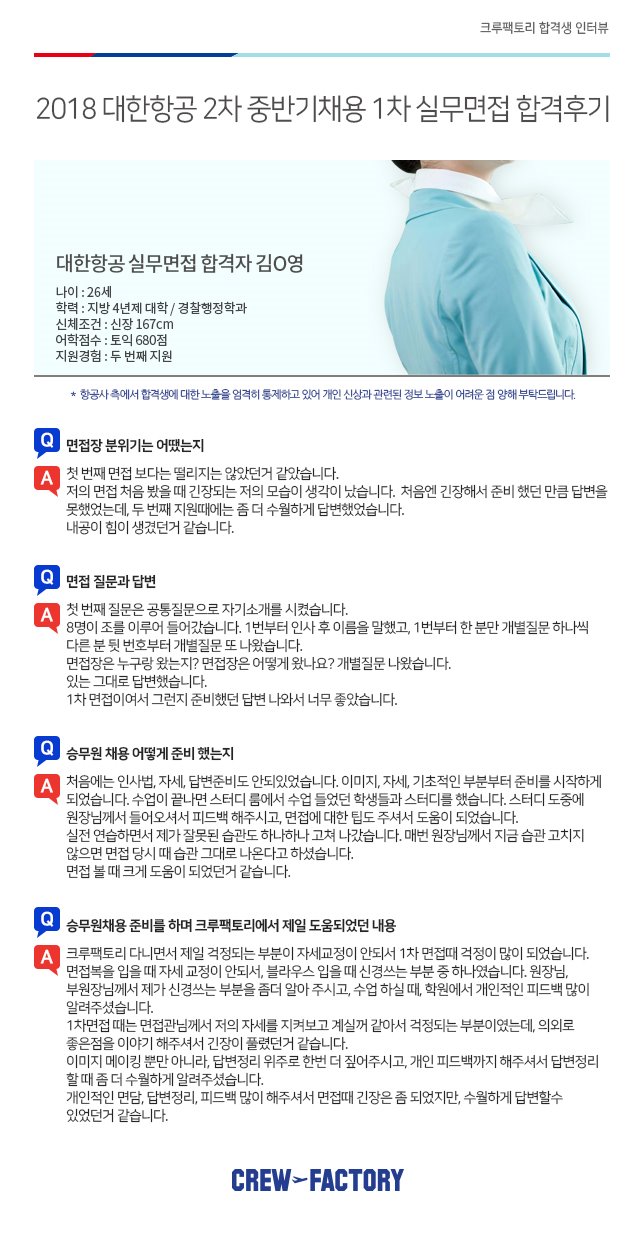 크루팩토리 합격생 인터뷰
2018 대한항공 2차 중반기채용 1차 실무면접 합격후기
대한항공 실무면접 합격자 김O영
나이 : 26세
학력 : 지방 4년제 대학 / 경찰행정학과
신체조건 : 신장 167cm
어학점수 : 토익 680점
지원경험 : 두 번째 지원
* 항공사 측에서 합격생에 대한 노출을 엄격히 통제하고 있어 개인 신상과 관련된 정보 노출이 어려운 점 양해 부탁드립니다.
Q 면접장 분위기는 어땠는지
A 첫 번째 면접 보다는 떨리지는 않았던거 같았습니다.
저의 면접 처음 봤을 때 긴장되는 저의 모습이 생각이 났습니다. 처음엔 긴장해서 준비 했던 만큼 답변을
못했었는데, 두 번째 지원때에는 좀 더 수월하게 답변했었습니다.
내공이 힘이 생겼던거 같습니다.
Q 면접 질문과 답변
A 첫 번째 질문은 공통질문으로 자기소개를 시켰습니다.
8명이 조를 이루어 들어갔습니다. 1번부터 인사 후 이름을 말했고, 1번부터 한 분만 개별질문 하나씩
다른 분 뒷 번호부터 개별질문 또 나왔습니다.
면접장은 누구랑 왔는지? 면접장은 어떻게 왔나요? 개별질문 나왔습니다.
있는 그대로 답변했습니다.
1차 면접이여서 그런지 준비했던 답변 나와서 너무 좋았습니다.
Q 승무원 채용 어떻게 준비 했는지
A 처음에는 인사법, 자세, 답변준비도 안되있었습니다. 이미지, 자세, 기초적인 부분부터 준비를 시작하게
되었습니다. 수업이 끝나면 스터디 룸에서 수업 들었던 학생들과 스터디를 했습니다. 스터디 도중에
원장님께서 들어오셔서 피드백 해주시고, 면접에 대한 팁도 주셔서 도움이 되었습니다.
실전 연습하면서 제가 잘못된 습관도 하나하나 고쳐 나갔습니다. 매번 원장님께서 지금 습관 고치지
않으면 면접 당시 때 습관 그대로 나온다고 하셨습니다.
면접 볼 때 크게 도움이 되었던거 같습니다.
Q 승무원채용 준비를 하며 크루팩토리에서 제일 도움되었던 내용
A 크루팩토리 다니면서 제일 걱정되는 부분이 자세교정이 안되서 1차 면접때 걱정이 많이 되었습니다.
면접복을 입을 때 자세 교정이 안되서, 블라우스 입을 때 신경쓰는 부분 중 하나였습니다. 원장님,
부원장님께서 제가 신경쓰는 부분을 좀더 알아 주시고, 수업 하실 때, 학원에서 개인적인 피드백 많이
알려주셨습니다.
1차면접 때는 면접관님께서 저의 자세를 지켜보고 계실꺼 같아서 걱정되는 부분이였는데, 의외로
좋은점을 이야기 해주셔서 긴장이 풀렸던거 같습니다.
이미지 메이킹 뿐만 아니라, 답변정리 위주로 한번 더 짚어주시고, 개인 피드백까지 해주셔서 답변정리
할 때 좀 더 수월하게 알려주셨습니다.
개인적인 면담, 답변정리, 피드백 많이 해주셔서 면접때 긴장은 좀 되었지만, 수월하게 답변할수
있었던거 같습니다.
CREW FACTORY